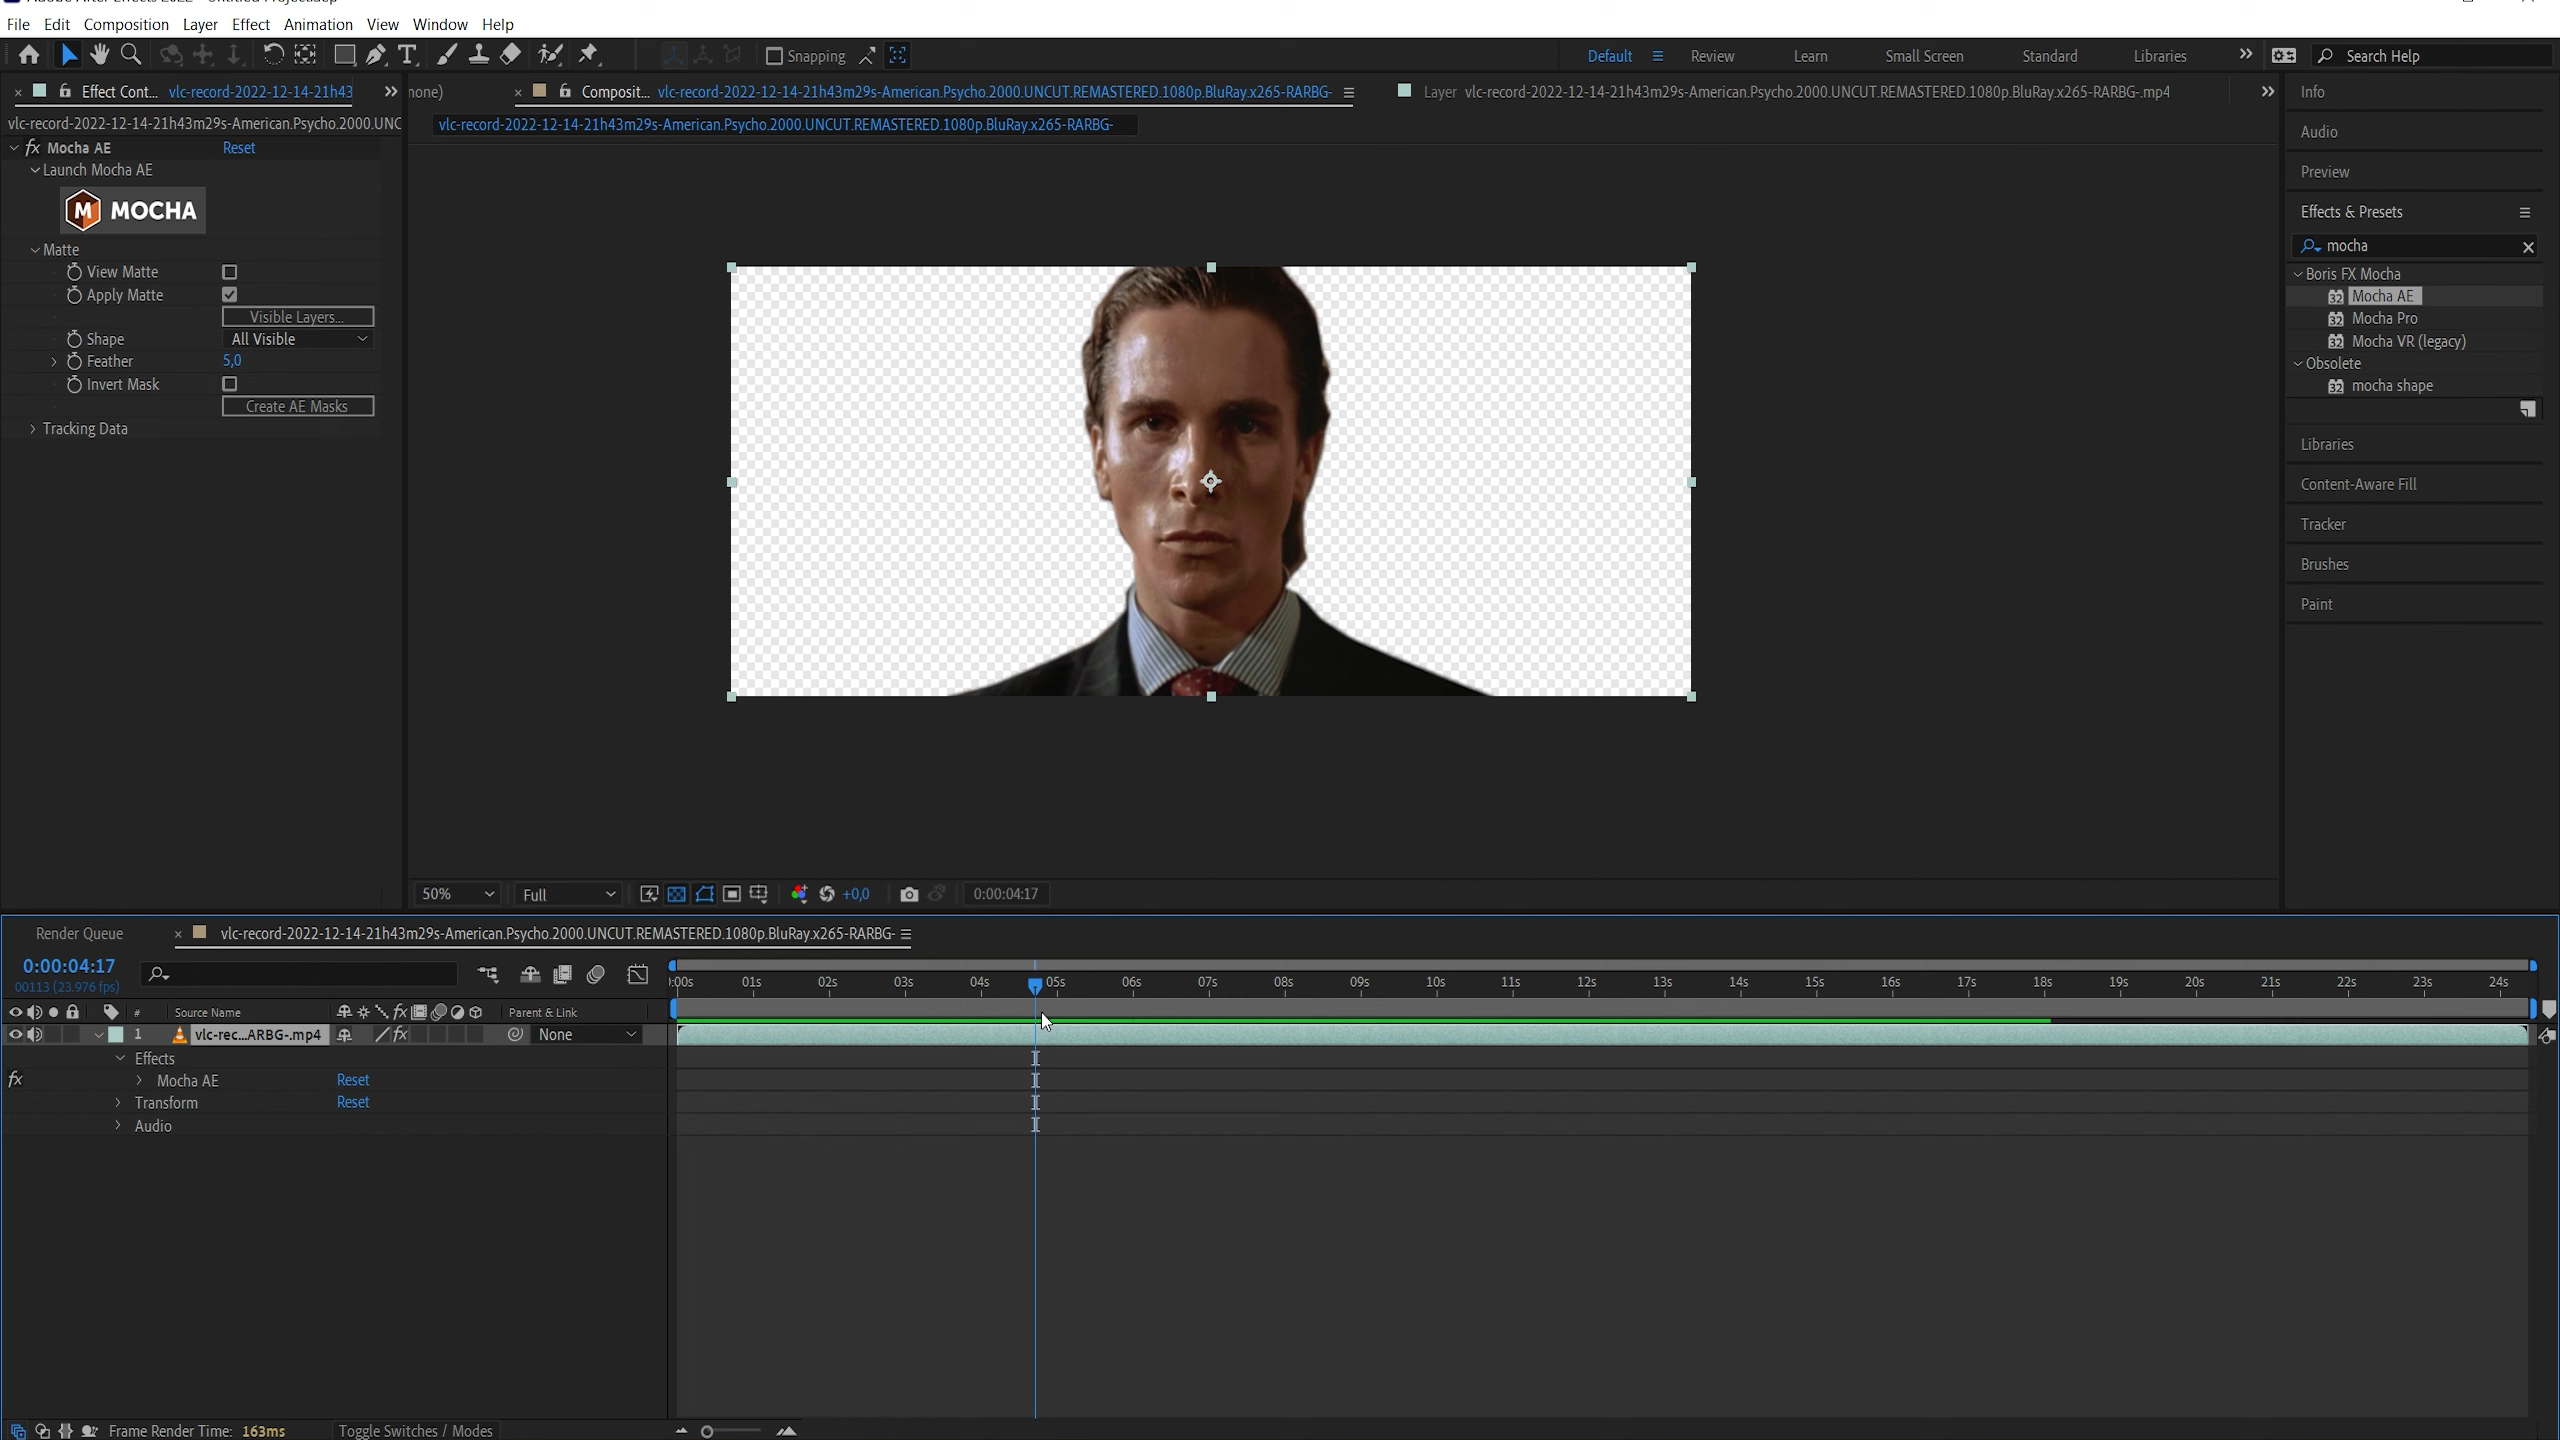 File Edit Composition Layer Effect Animation View Window Help
Snapping Default Review Learn Small Screen Standard Libraries Search Help
Effect Cont... vlc-record-2022-12-14-21h43
none)
Composit... vlc-record-2022-12-14-21h43m29s-American.Psycho.2000.UNCUT.REMASTERED.1080p.BluRay.x265-RARBG-
Layer vlc-record-2022-12-14-21h43m29s-American.Psycho.2000.UNCUT.REMASTERED.1080p.BluRay.x265-RARBG-.mp4
vlc-record-2022-12-14-21h43m29s-American.Psycho.2000.UNC
vlc-record-2022-12-14-21h43m29s-American.Psycho.2000.UNCUT.REMASTERED.1080p.BluRay.x265-RARBG-
fx Mocha AE Reset
Launch Mocha AE
M MOCHA
Matte
View Matte
Apply Matte
Visible Layers...
Shape All Visible
Feather 5,0
Invert Mask
Create AE Masks
Tracking Data
Info
Audio
Preview
Effects & Presets
mocha
Boris FX Mocha
32 Mocha AE
32 Mocha Pro
32 Mocha VR (legacy)
Obsolete
32 mocha shape
Libraries
Content-Aware Fill
Tracker
Brushes
Paint
50% Full +0,0 0:00:04:17
Render Queue vlc-record-2022-12-14-21h43m29s-American.Psycho.2000.UNCUT.REMASTERED.1080p.BluRay.x265-RARBG-
0:00:04:17
00113 (23.976 fps)
:00s 01s 02s 03s 04s 05s 06s 07s 08s 09s 10s 11s 12s 13s 14s 15s 16s 17s 18s 19s 20s 21s 22s 23s 24s
# Source Name fx Parent & Link
1 vlc-rec...ARBG-.mp4 fx None
Effects
fx Mocha AE Reset
Transform Reset
Audio
Frame Render Time: 163ms Toggle Switches / Modes